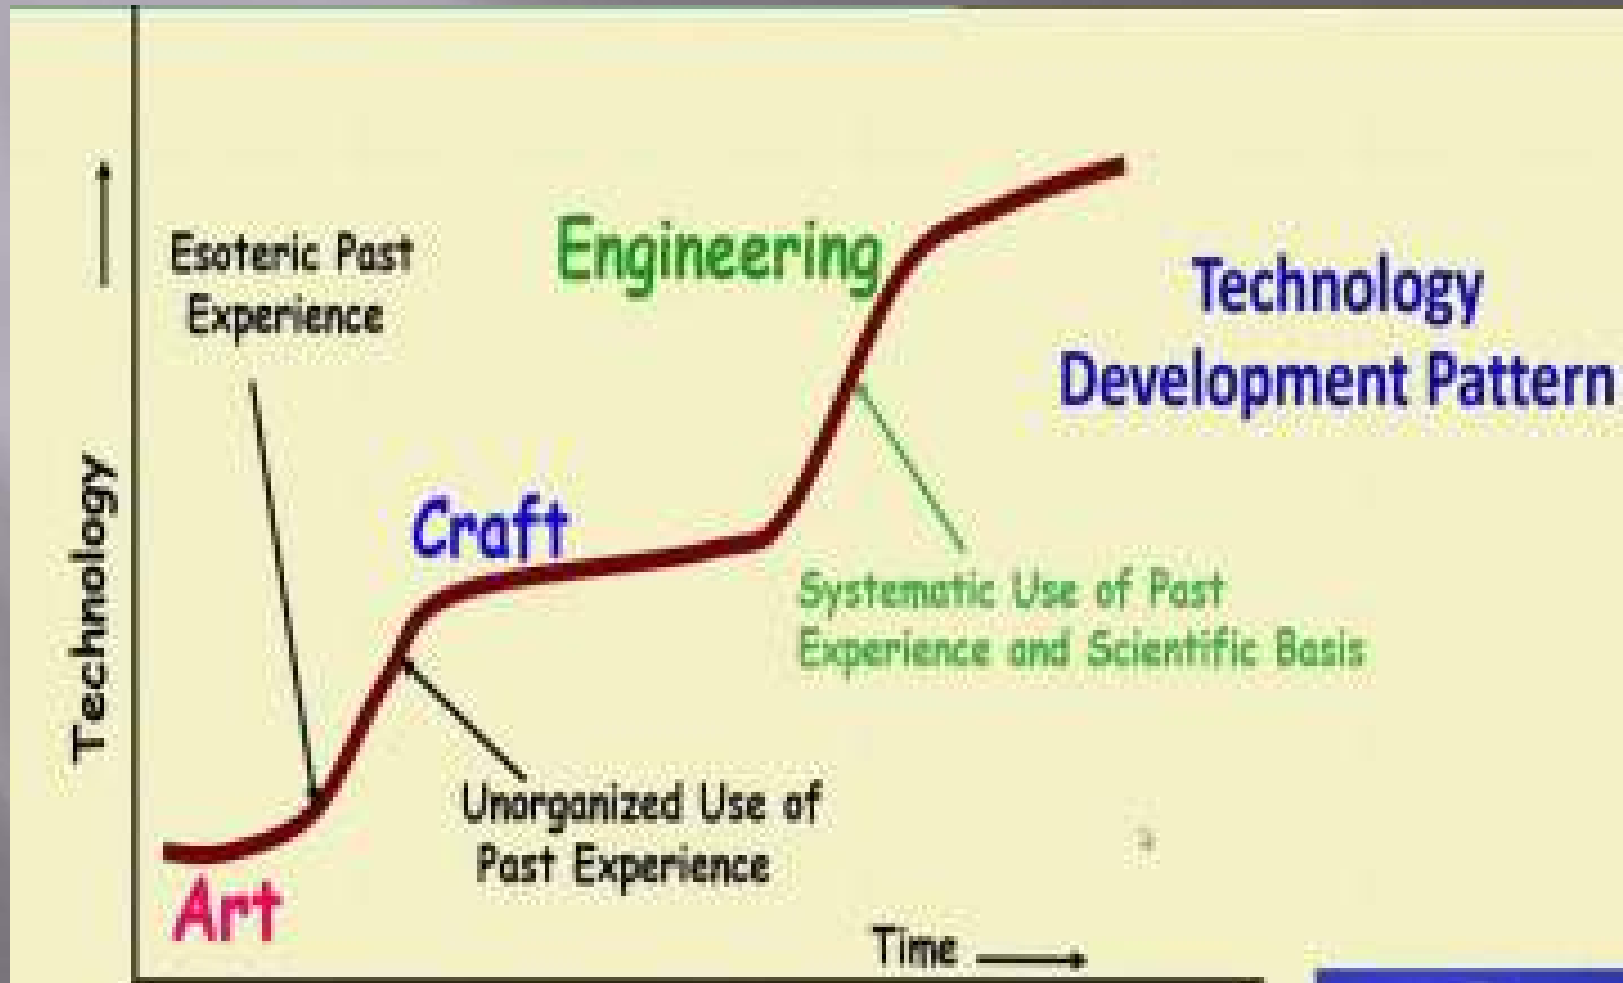 Technology
Esoteric Past
Experience
Engineering
Technology
Development Pattern
Craft
Systematic Use of Past
Experience and Scientific Basis
Unorganized Use of
Past Experience
Art
Time